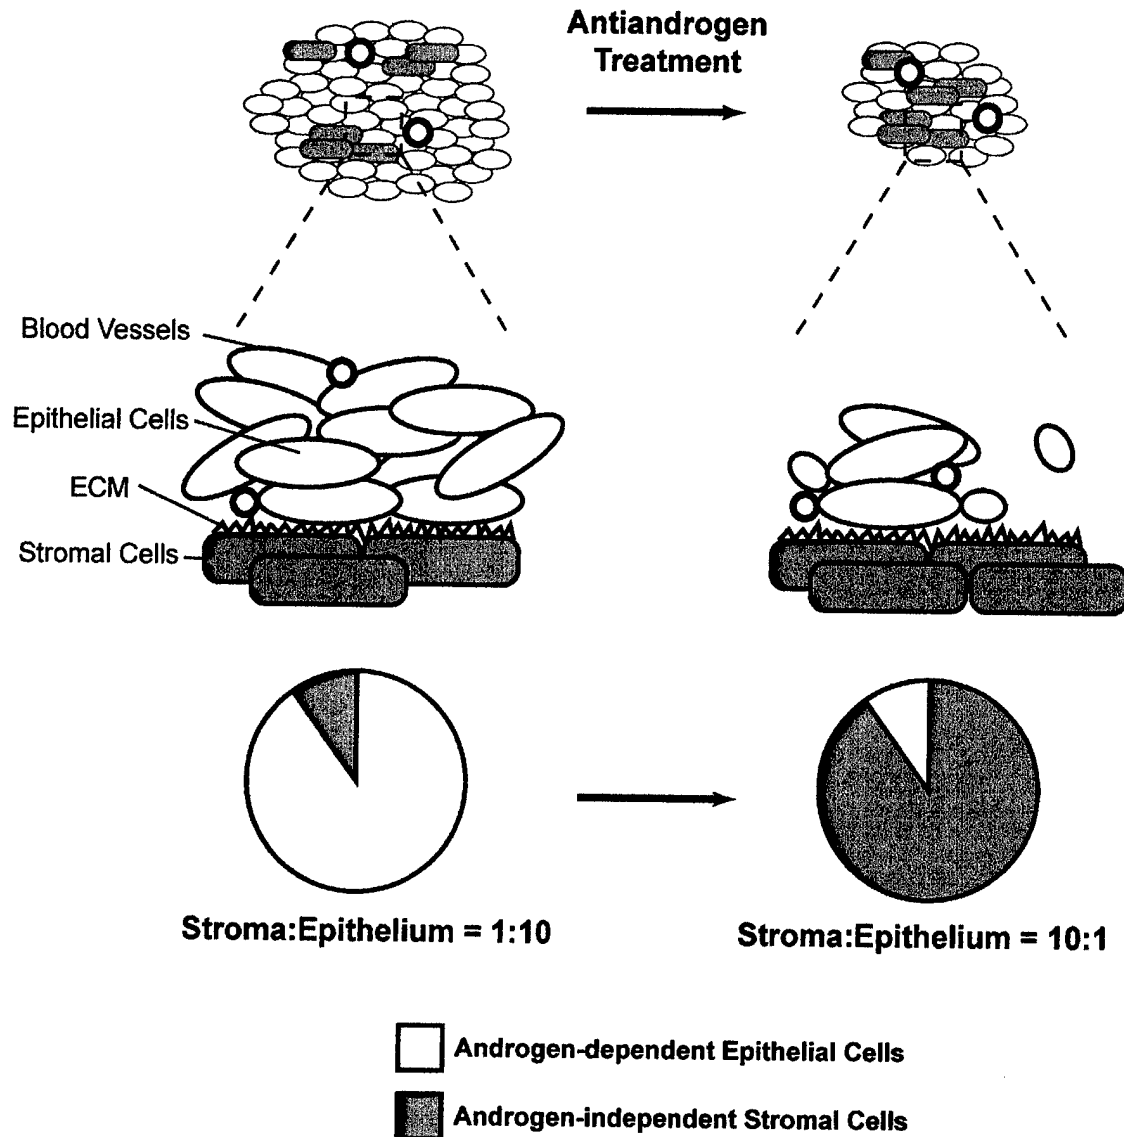 Antiandrogen
Treatment
Blood Vessels
Epithelial Cells
ECM
Stromal Cells
Stroma:Epithelium = 1:10
Stroma:Epithelium = 10:1
Androgen-dependent Epithelial Cells
Androgen-independent Stromal Cells